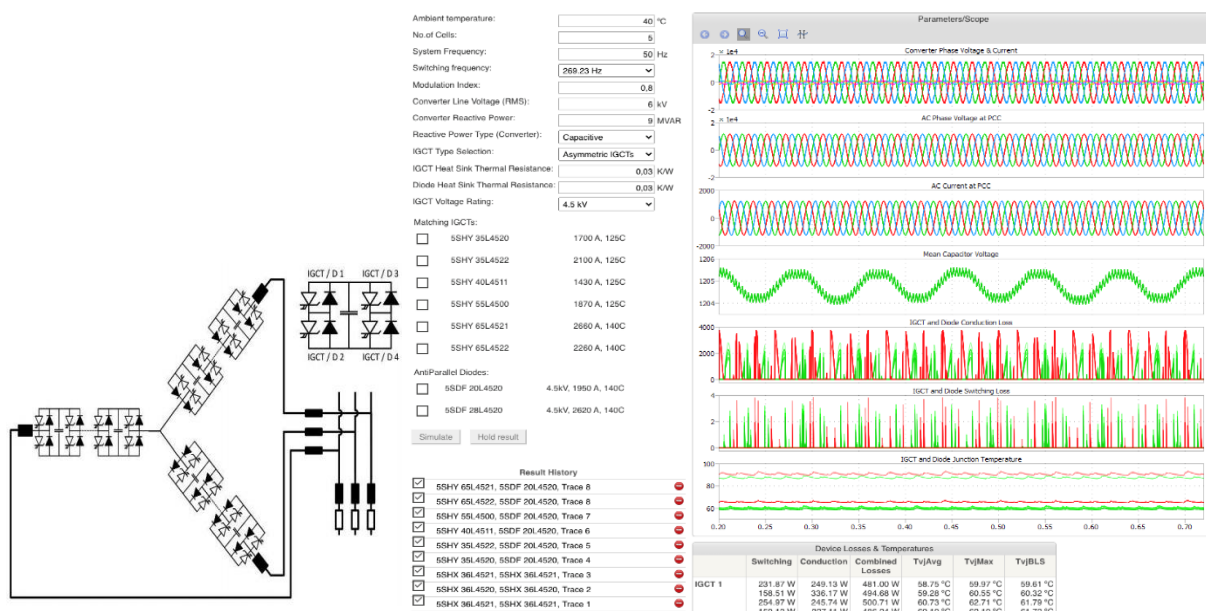 IGCT / D 1 IGCT / D 3
IGCT / D 2 IGCT / D 4
Ambient temperature: 40 °C
No.of Cells: 5
System Frequency: 50 Hz
Switching frequency: 269.23 Hz
Modulation Index: 0,8
Converter Line Voltage (RMS): 6 kV
Converter Reactive Power: 9 MVAR
Reactive Power Type (Converter): Capacitive
IGCT Type Selection: Asymmetric IGCTs
IGCT Heat Sink Thermal Resistance: 0,03 K/W
Diode Heat Sink Thermal Resistance: 0,03 K/W
IGCT Voltage Rating: 4.5 kV
Matching IGCTs:
5SHY 35L4520 1700 A, 125C
5SHY 35L4522 2100 A, 125C
5SHY 40L4511 1430 A, 125C
5SHY 55L4500 1870 A, 125C
5SHY 65L4521 2660 A, 140C
5SHY 65L4522 2260 A, 140C
AntiParallel Diodes:
5SDF 20L4520 4.5kV, 1950 A, 140C
5SDF 28L4520 4.5kV, 2620 A, 140C
Simulate Hold result
Result History
5SHY 65L4521, 5SDF 20L4520, Trace 8
5SHY 65L4522, 5SDF 20L4520, Trace 8
5SHY 55L4500, 5SDF 20L4520, Trace 7
5SHY 40L4511, 5SDF 20L4520, Trace 6
5SHY 35L4522, 5SDF 20L4520, Trace 5
5SHY 35L4520, 5SDF 20L4520, Trace 4
5SHX 36L4521, 5SHX 36L4521, Trace 3
5SHX 36L4520, 5SHX 36L4520, Trace 2
5SHX 36L4521, 5SHX 36L4521, Trace 1
Parameters/Scope
× 1e4 Converter Phase Voltage & Current
2
0
-2
× 1e4 AC Phase Voltage at PCC
2
0
-2
AC Current at PCC
2000
0
-2000
Mean Capacitor Voltage
1206
1205
1204
IGCT and Diode Conduction Loss
4000
2000
0
IGCT and Diode Switching Loss
4
2
0
IGCT and Diode Junction Temperature
100
80
60
0.20 0.25 0.30 0.35 0.40 0.45 0.50 0.55 0.60 0.65 0.70
Device Losses & Temperatures
Switching Conduction Combined Losses TvjAvg TvjMax TvjBLS
IGCT 1 231.87 W 249.13 W 481.00 W 58.75 °C 59.97 °C 59.61 °C
158.51 W 336.17 W 494.68 W 59.28 °C 60.55 °C 60.32 °C
254.97 W 245.74 W 500.71 W 60.73 °C 62.71 °C 61.79 °C